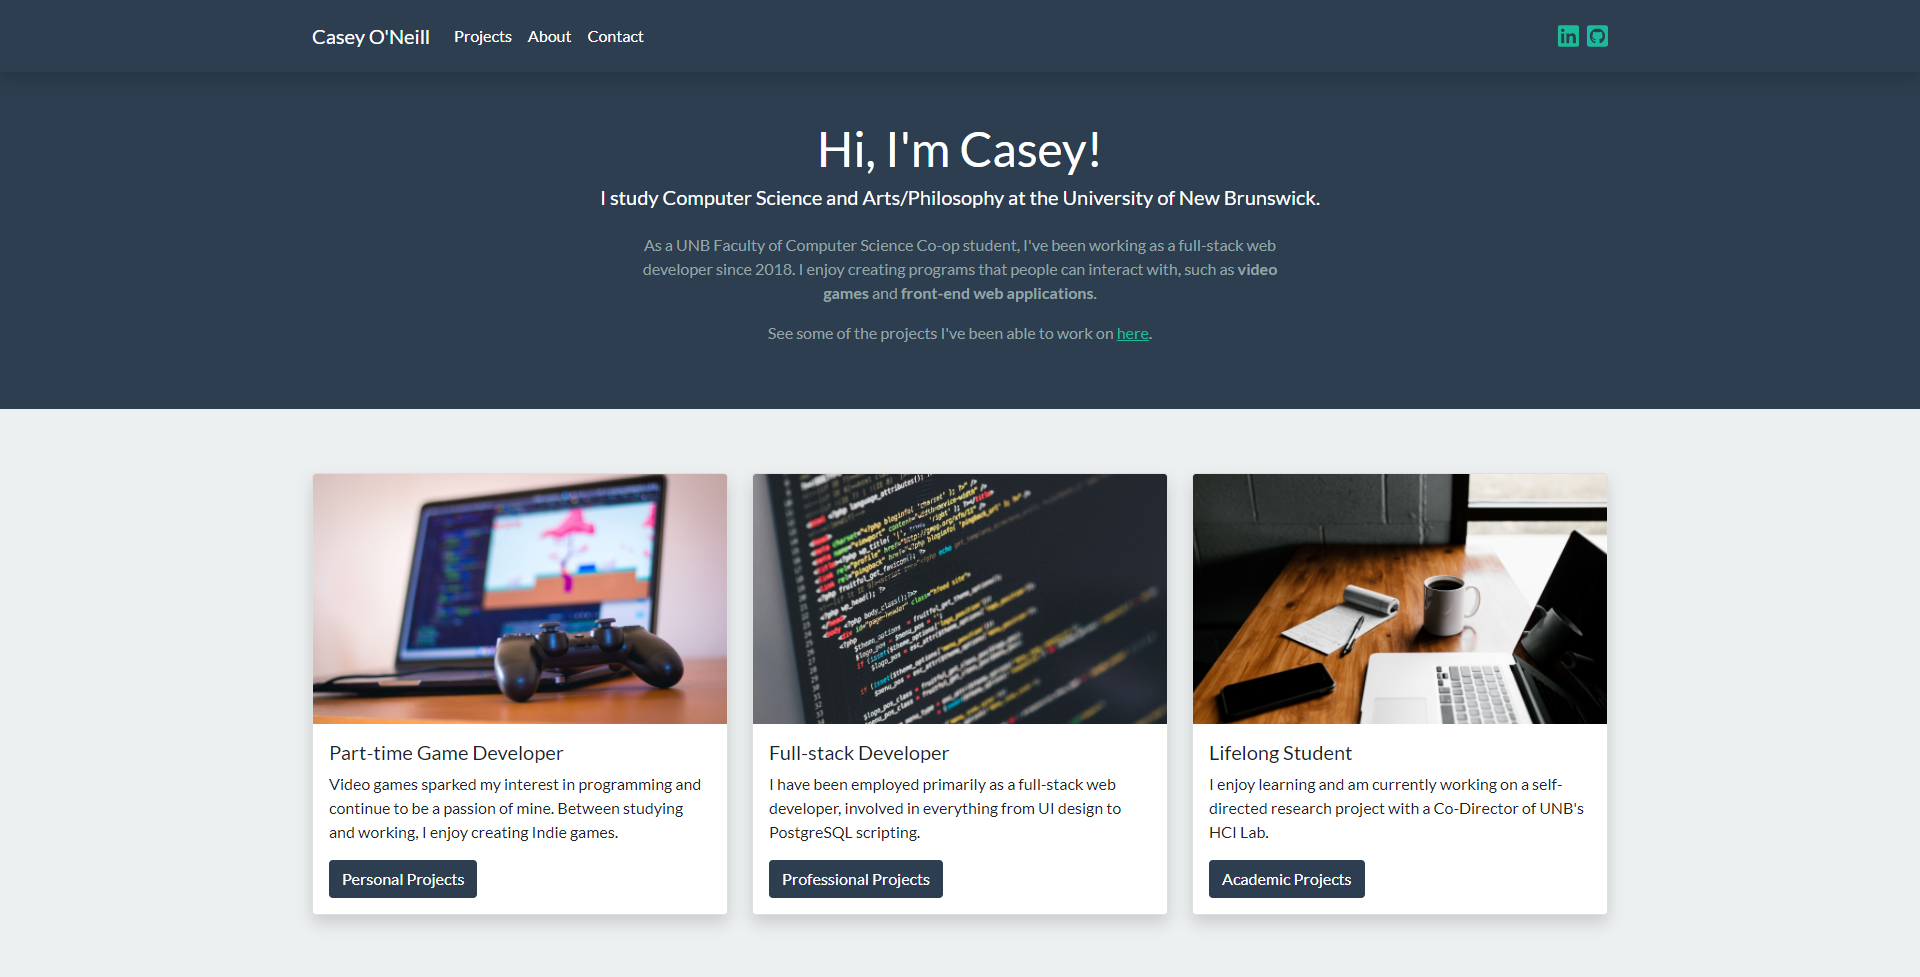 Casey O'Neill Projects About Contact
Hi, I'm Casey!
I study Computer Science and Arts/Philosophy at the University of New Brunswick.
As a UNB Faculty of Computer Science Co-op student, I've been working as a full-stack web
developer since 2018. I enjoy creating programs that people can interact with, such as video
games and front-end web applications.
See some of the projects I've been able to work on here.
Part-time Game Developer
Video games sparked my interest in programming and
continue to be a passion of mine. Between studying
and working, I enjoy creating Indie games.
Personal Projects
Full-stack Developer
I have been employed primarily as a full-stack web
developer, involved in everything from UI design to
PostgreSQL scripting.
Professional Projects
Lifelong Student
I enjoy learning and am currently working on a self-
directed research project with a Co-Director of UNB's
HCI Lab.
Academic Projects